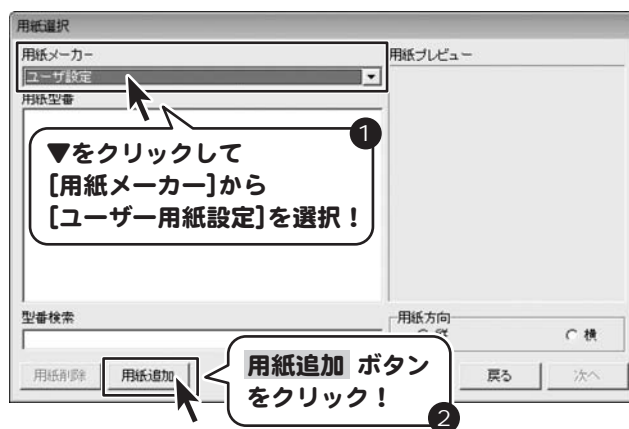 用紙選択
用紙メーカー
用紙プレビュー
ユーザ設定
用紙型番
1
▼をクリックして
[用紙メーカー]から
[ユーザー用紙設定]を選択！
型番検索
用紙方向
縦
横
用紙削除
用紙追加
戻る
次へ
用紙追加 ボタン
をクリック！
2